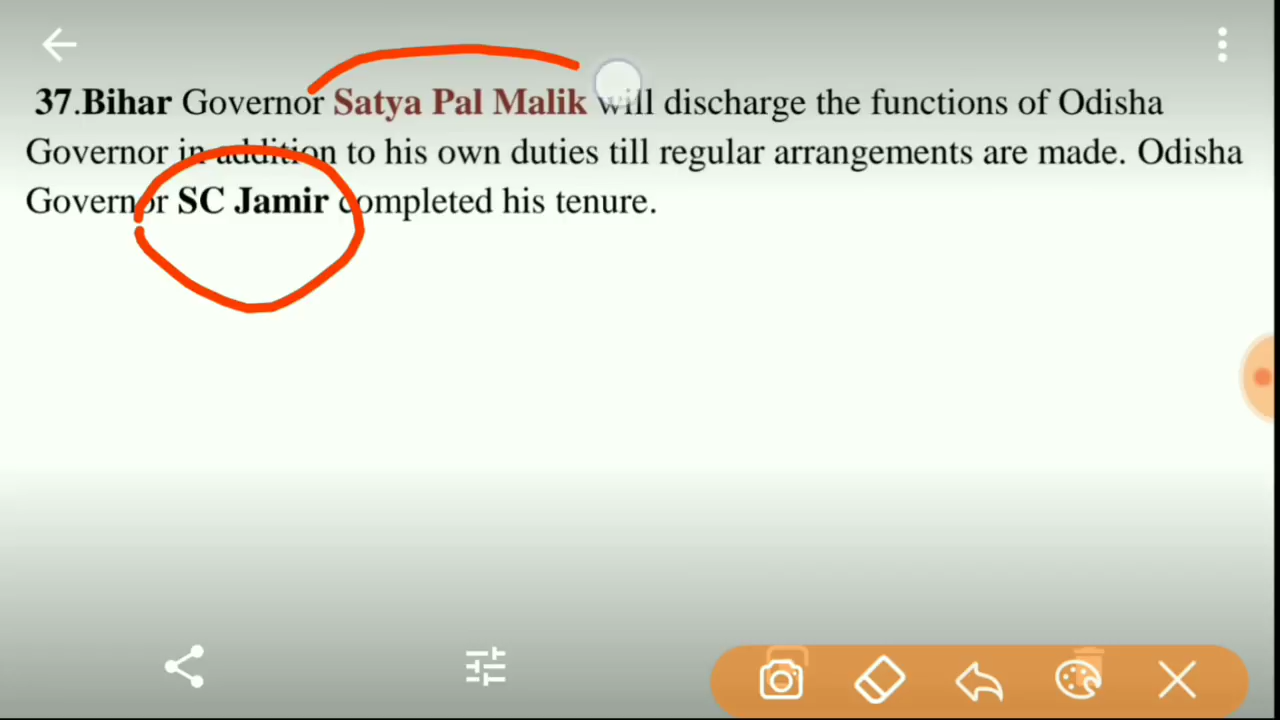 37.Bihar Governor Satya Pal Malik will discharge the functions of Odisha
Governor in addition to his own duties till regular arrangements are made. Odisha
Governor SC Jamir completed his tenure.